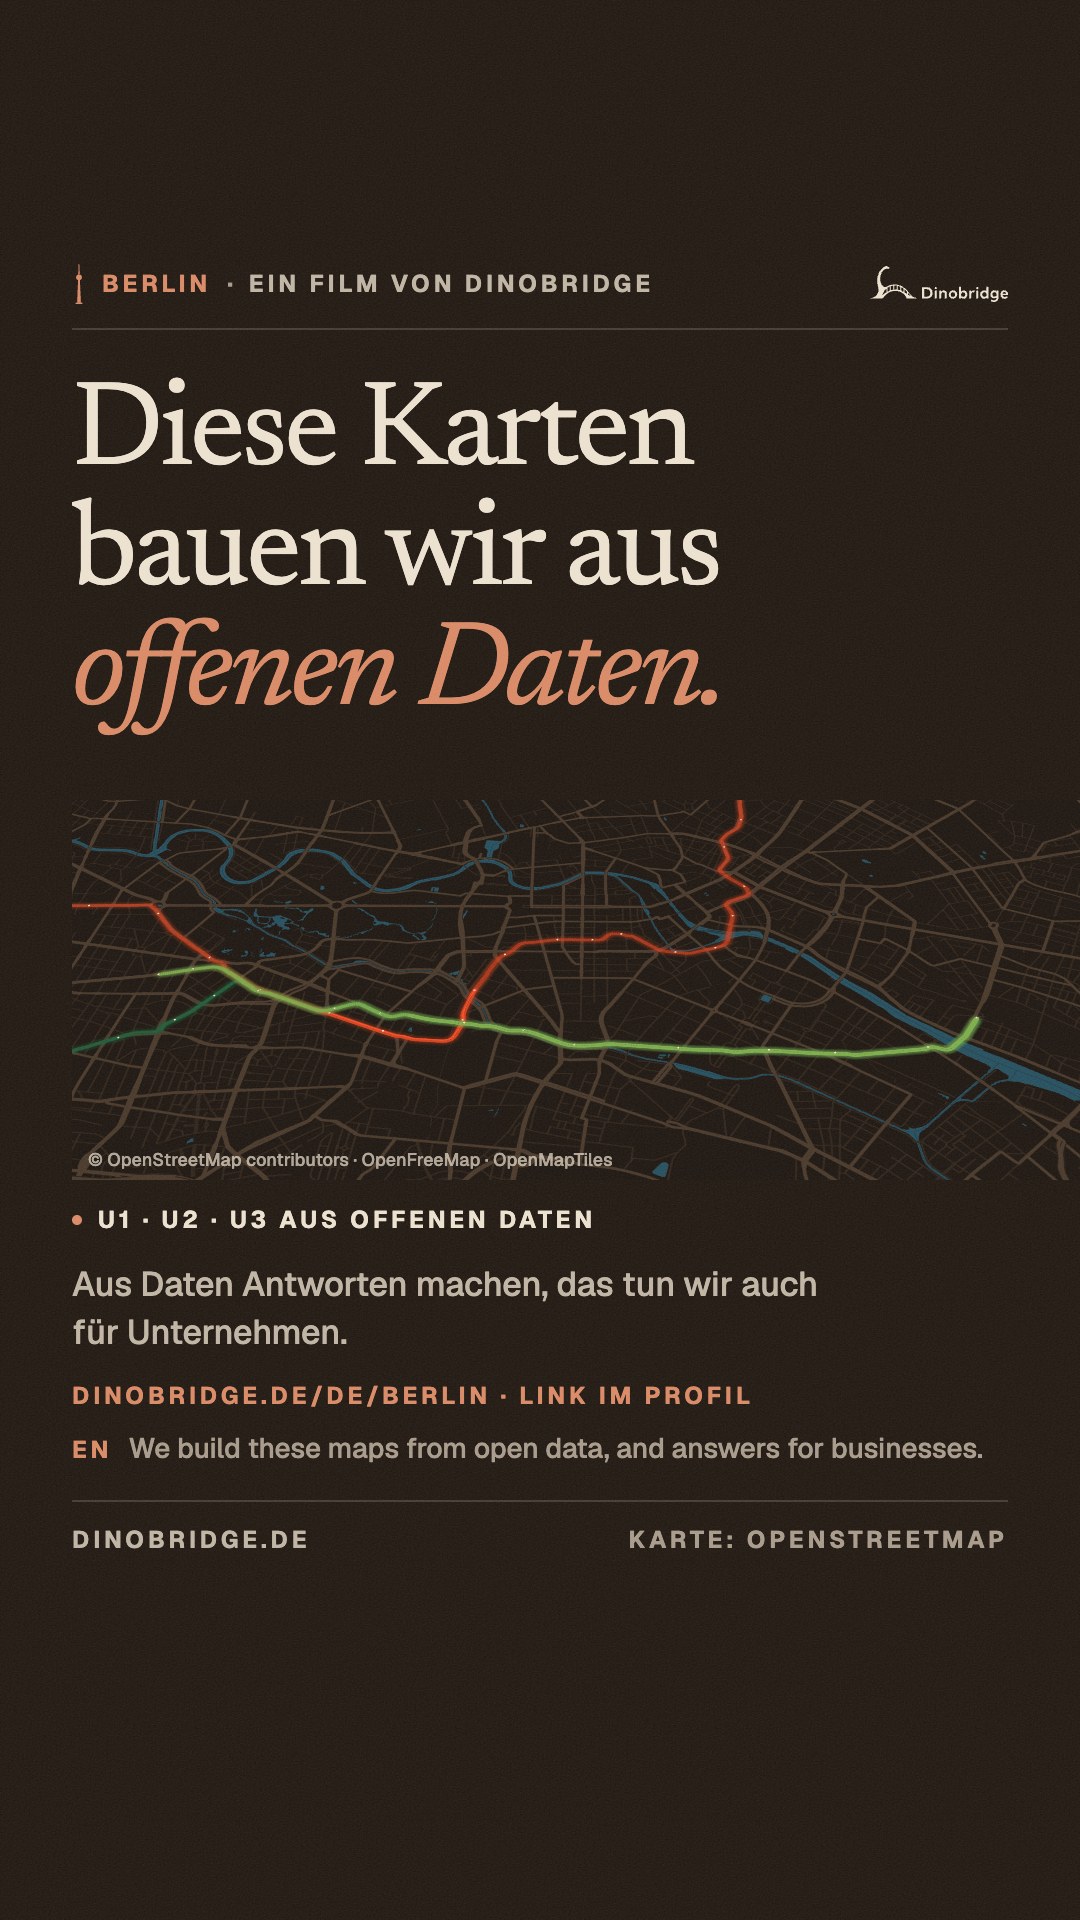 BERLIN · EIN FILM VON DINOBRIDGE
Dinobridge
Diese Karten
bauen wir aus
offenen Daten.
© OpenStreetMap contributors · OpenFreeMap · OpenMapTiles
U1 · U2 · U3 AUS OFFENEN DATEN
Aus Daten Antworten machen, das tun wir auch
für Unternehmen.
DINOBRIDGE.DE/DE/BERLIN · LINK IM PROFIL
EN We build these maps from open data, and answers for businesses.
DINOBRIDGE.DE
KARTE: OPENSTREETMAP